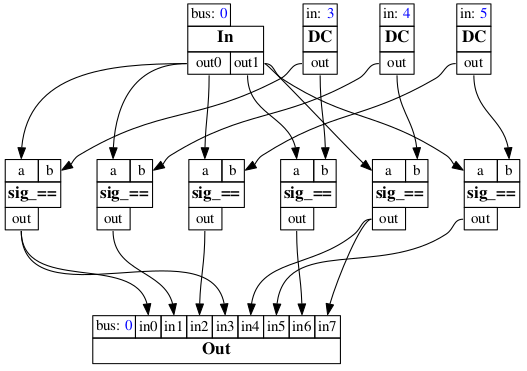 bus: 0 in: 3 in: 4 in: 5
In DC DC DC
out0 out1 out out out
a b a b a b a b a b a b
sig_== sig_== sig_== sig_== sig_== sig_==
out out out out out out
bus: 0 in0 in1 in2 in3 in4 in5 in6 in7
Out